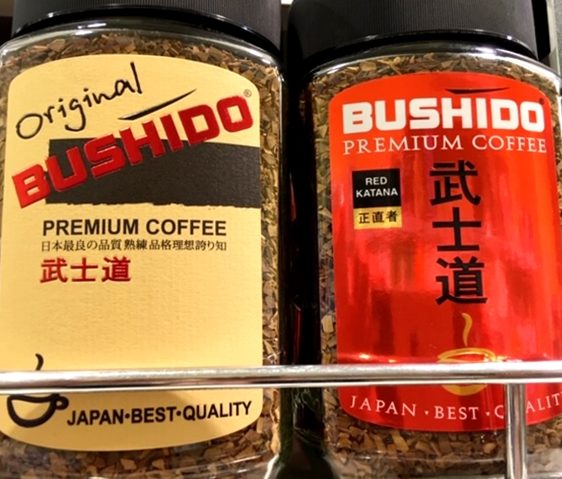 Original
BUSHIDO®
PREMIUM COFFEE
日本最良の品質熟練品格理想誇り知
武士道
JAPAN•BEST•QUALITY
BUSHIDO
PREMIUM COFFEE
RED
KATANA
正直者
武士道
JAPAN • BEST • QUALIT